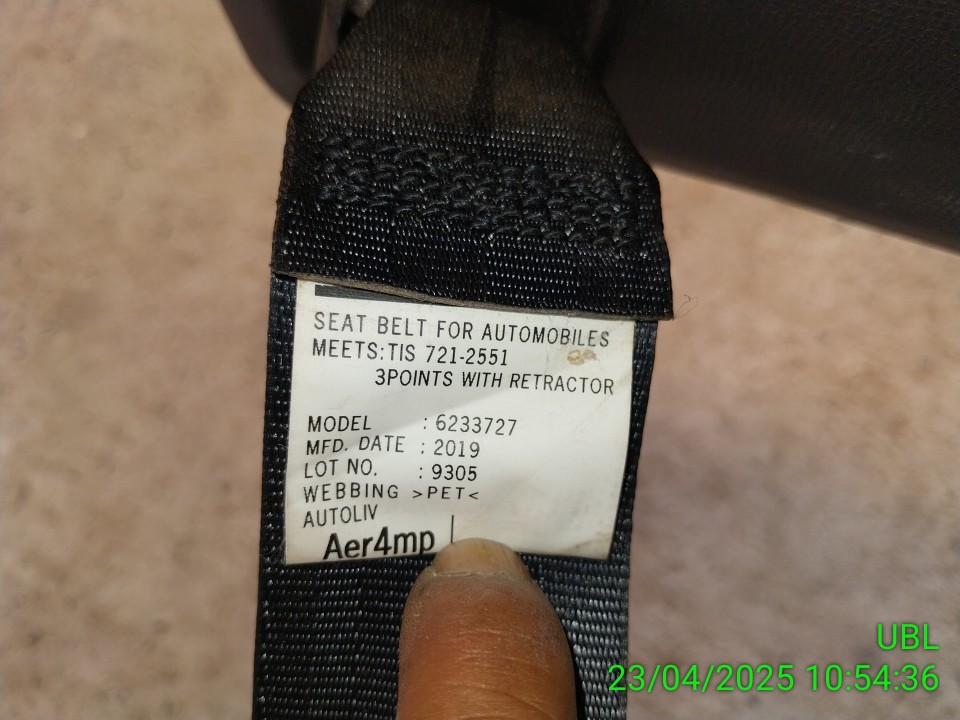 SEAT BELT FOR AUTOMOBILES
MEETS:TIS 721-2551
3POINTS WITH RETRACTOR
MODEL : 6233727
MFD. DATE : 2019
LOT NO. : 9305
WEBBING >PET<
AUTOLIV
Aer4mp
UBL
23/04/2025 10:54:36